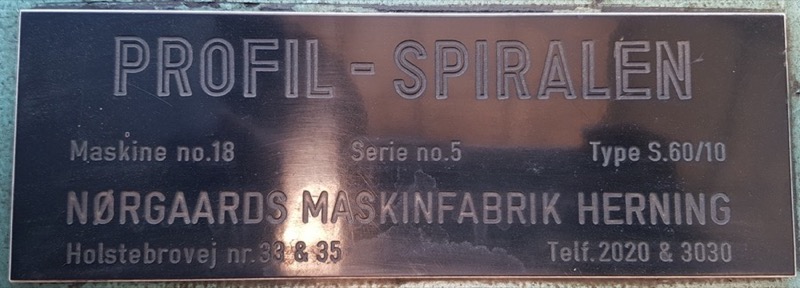 PROFIL - SPIRALEN
Maskine no.18 Serie no.5 Type S.60/10
NØRGAARDS MASKINFABRIK HERNING
Holstebrovej nr. 33 & 35 Telf. 2020 & 3030